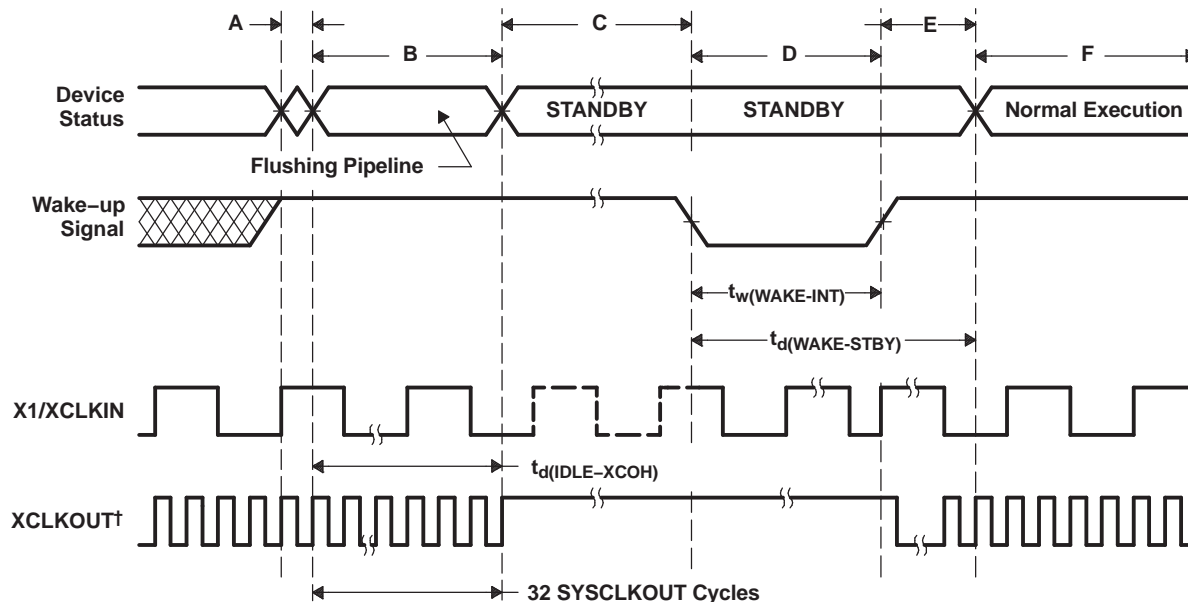 A
B
C
D
E
F
Device
Status
STANDBY
STANDBY
Normal Execution
Flushing Pipeline
Wake–up
Signal
tw(WAKE-INT)
td(WAKE-STBY)
X1/XCLKIN
td(IDLE–XCOH)
XCLKOUT†
32 SYSCLKOUT Cycles